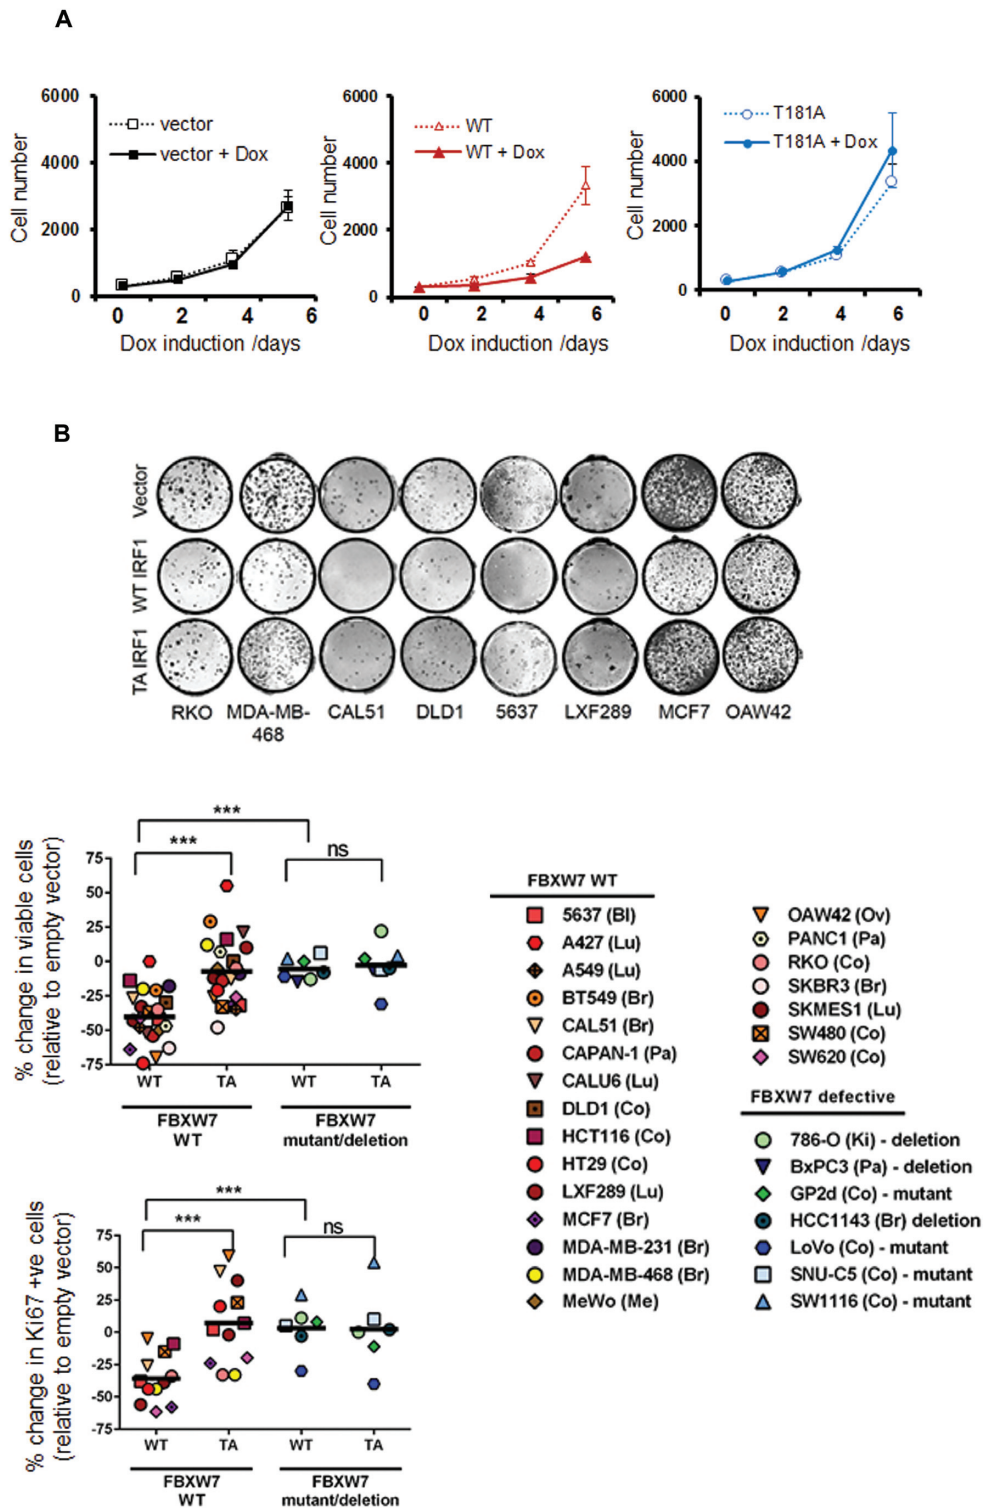 A
6000
4000
2000
0
Cell number
vector
vector + Dox
0 2 4 6
Dox induction /days
6000
4000
2000
0
Cell number
WT
WT + Dox
0 2 4 6
Dox induction /days
6000
4000
2000
0
Cell number
T181A
T181A + Dox
0 2 4 6
Dox induction /days
B
Vector
WT IRF1
TA IRF1
RKO MDA-MB-468 CAL51 DLD1 5637 LXF289 MCF7 OAW42
% change in viable cells
(relative to empty vector)
75
50
25
0
-25
-50
-75
***
***
ns
WT TA WT TA
FBXW7
WT
FBXW7
mutant/deletion
% change in Ki67 +ve cells
(relative to empty vector)
75
50
25
0
-25
-50
-75
***
***
ns
WT TA WT TA
FBXW7
WT
FBXW7
mutant/deletion
FBXW7 WT
5637 (Bl)
A427 (Lu)
A549 (Lu)
BT549 (Br)
CAL51 (Br)
CAPAN-1 (Pa)
CALU6 (Lu)
DLD1 (Co)
HCT116 (Co)
HT29 (Co)
LXF289 (Lu)
MCF7 (Br)
MDA-MB-231 (Br)
MDA-MB-468 (Br)
MeWo (Me)
OAW42 (Ov)
PANC1 (Pa)
RKO (Co)
SKBR3 (Br)
SKMES1 (Lu)
SW480 (Co)
SW620 (Co)
FBXW7 defective
786-O (Ki) - deletion
BxPC3 (Pa) - deletion
GP2d (Co) - mutant
HCC1143 (Br) deletion
LoVo (Co) - mutant
SNU-C5 (Co) - mutant
SW1116 (Co) - mutant